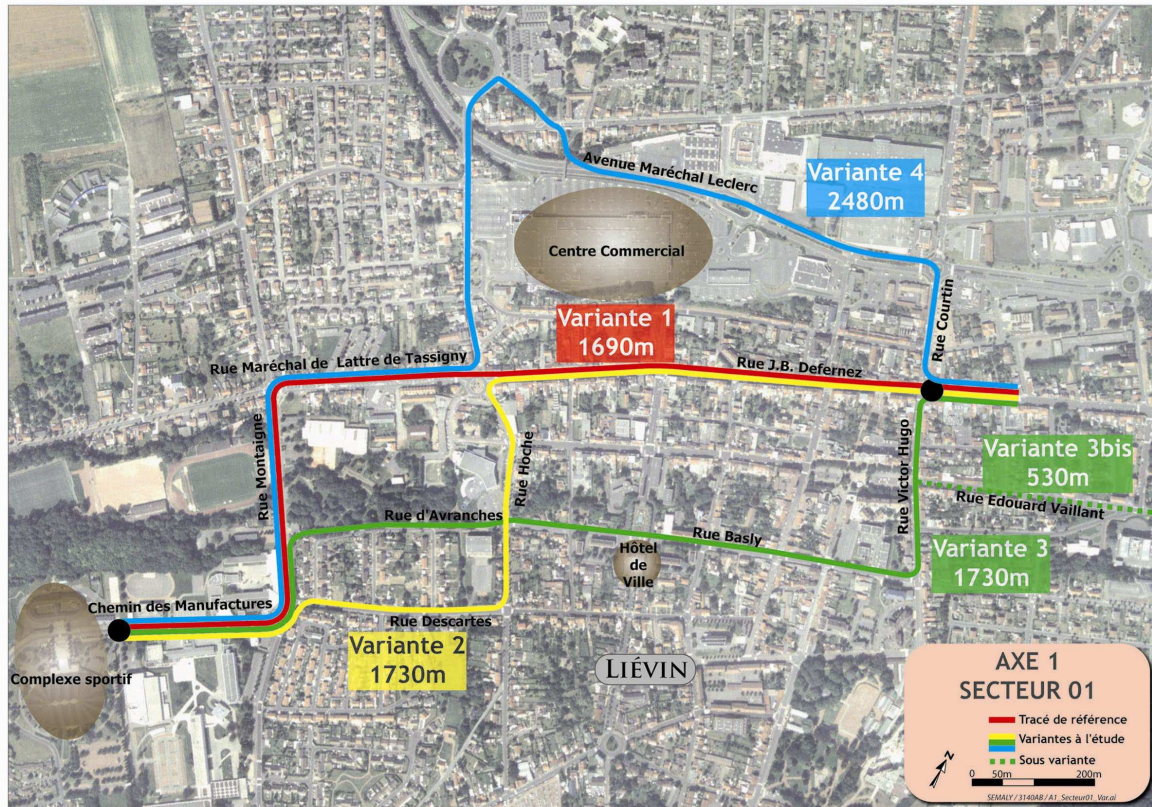 Avenue Maréchal Leclerc
Variante 4
2480m
Centre Commercial
Rue Courtin
Variante 1
1690m
Rue Maréchal de Lattre de Tassigny
Rue J.B. Defernez
Rue Montaigne
Rue Hoche
Rue Victor Hugo
Variante 3bis
530m
Rue Edouard Vaillant
Rue d'Avranches
Rue Basly
Hôtel
de
Ville
Variante 3
1730m
Chemin des Manufactures
Rue Descartes
Complexe sportif
Variante 2
1730m
LIÉVIN
AXE 1
SECTEUR 01
Tracé de référence
Variantes à l'étude
Sous variante
N
0 50m 200m
SEMALY / 3140AB / A1_Secteur01_Var.ai